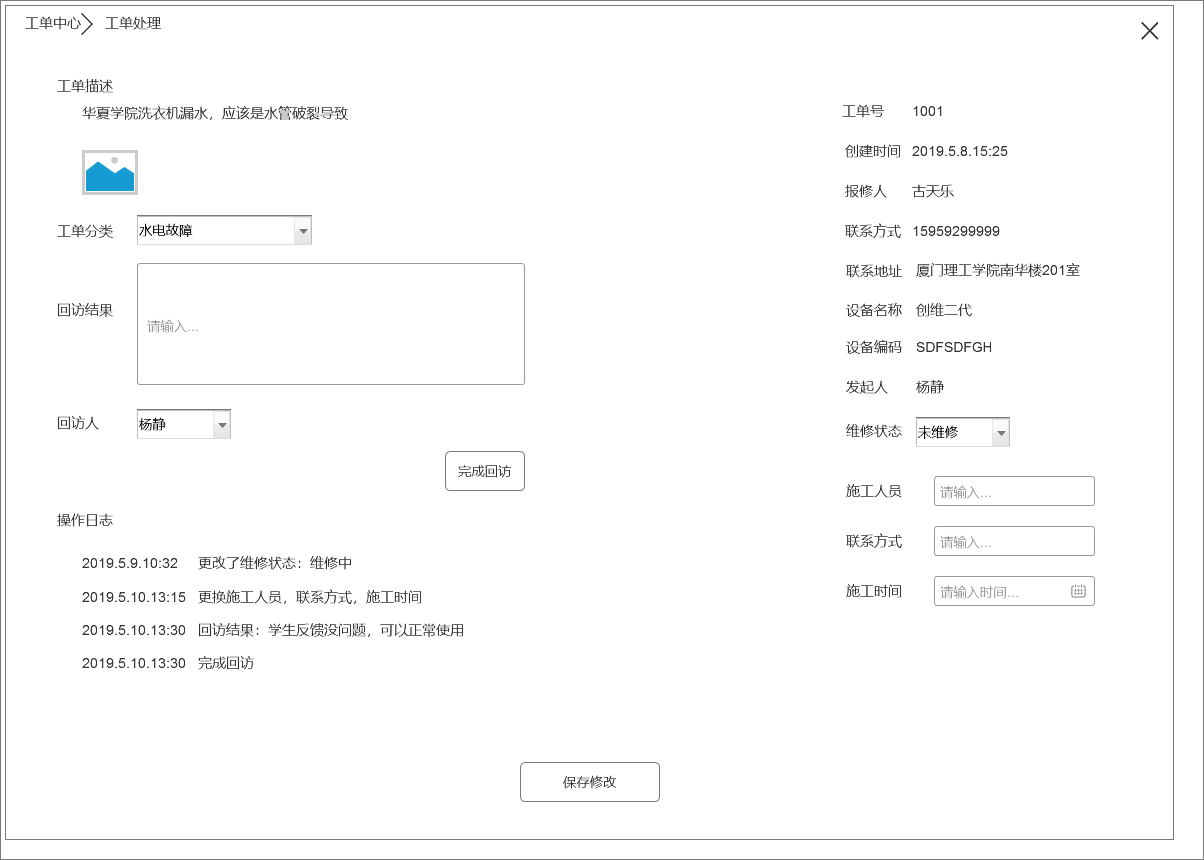 工单中心 工单处理
工单描述
华夏学院洗衣机漏水，应该是水管破裂导致
工单分类 水电故障
回访结果 请输入...
回访人 杨静
完成回访
操作日志
2019.5.9.10:32 更改了维修状态：维修中
2019.5.10.13:15 更换施工人员，联系方式，施工时间
2019.5.10.13:30 回访结果：学生反馈没问题，可以正常使用
2019.5.10.13:30 完成回访
工单号 1001
创建时间 2019.5.8.15:25
报修人 古天乐
联系方式 15959299999
联系地址 厦门理工学院南华楼201室
设备名称 创维二代
设备编码 SDFSDFGH
发起人 杨静
维修状态 未维修
施工人员 请输入...
联系方式 请输入...
施工时间 请输入时间...
保存修改